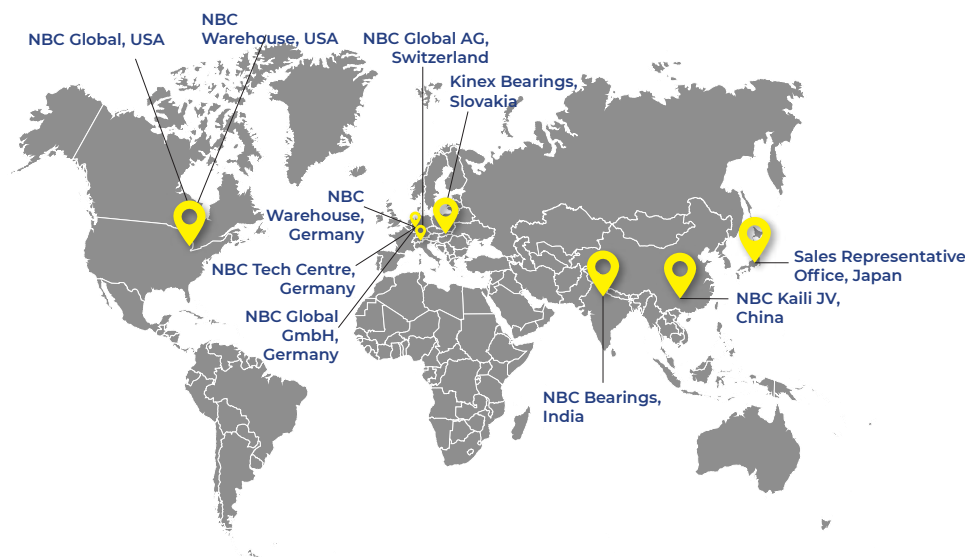 NBC Global, USA
NBC
Warehouse, USA
NBC Global AG,
Switzerland
Kinex Bearings,
Slovakia
NBC
Warehouse,
Germany
NBC Tech Centre,
Germany
NBC Global
GmbH,
Germany
Sales Representative
Office, Japan
NBC Kaili JV,
China
NBC Bearings,
India